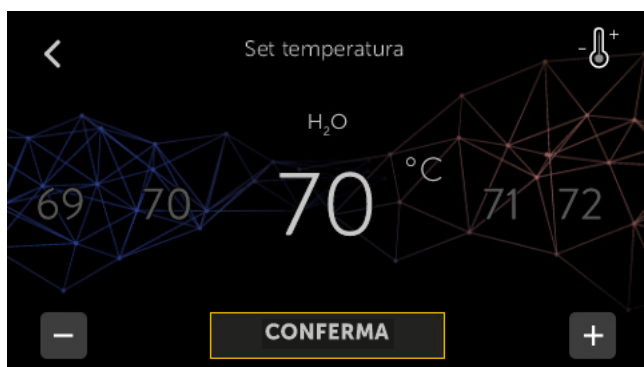 Set temperatura
H₂O
69 70 70 °C 71 72
CONFERMA